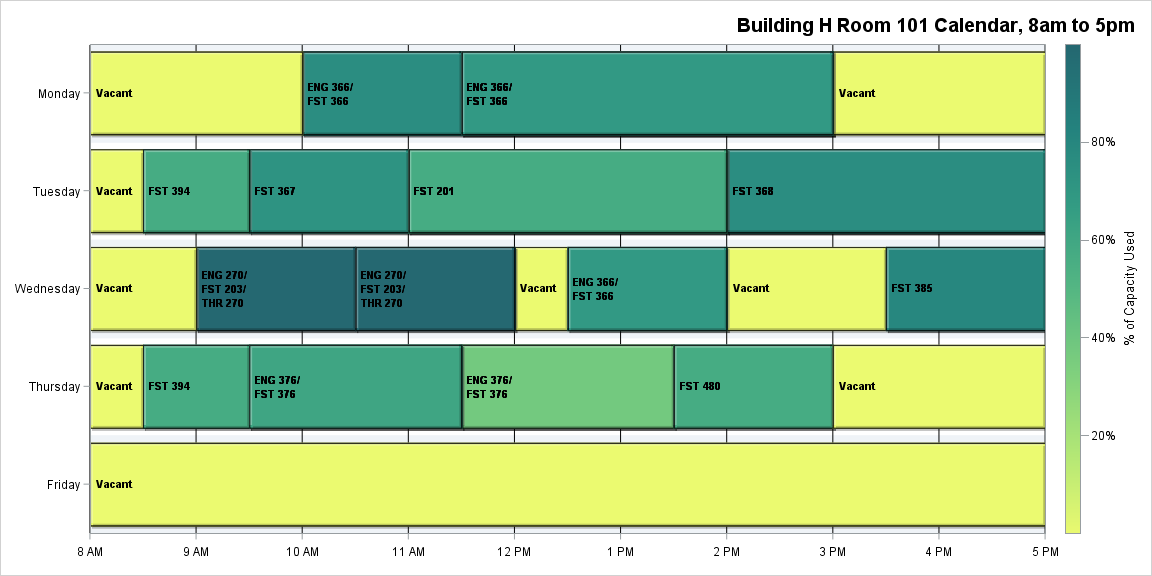 Building H Room 101 Calendar, 8am to 5pm
Monday
Vacant
ENG 366/
FST 366
ENG 366/
FST 366
Vacant
Tuesday
Vacant
FST 394
FST 367
FST 201
FST 368
Wednesday
Vacant
ENG 270/
FST 203/
THR 270
ENG 270/
FST 203/
THR 270
Vacant
ENG 366/
FST 366
Vacant
FST 385
Thursday
Vacant
FST 394
ENG 376/
FST 376
ENG 376/
FST 376
FST 480
Vacant
Friday
Vacant
8 AM
9 AM
10 AM
11 AM
12 PM
1 PM
2 PM
3 PM
4 PM
5 PM
80%
60%
40%
20%
% of Capacity Used